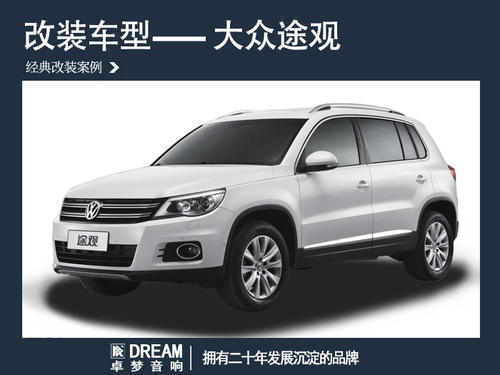 改装车型—— 大众途观
经典改装案例
途观
DREAM
卓梦音响
拥有二十年发展沉淀的品牌